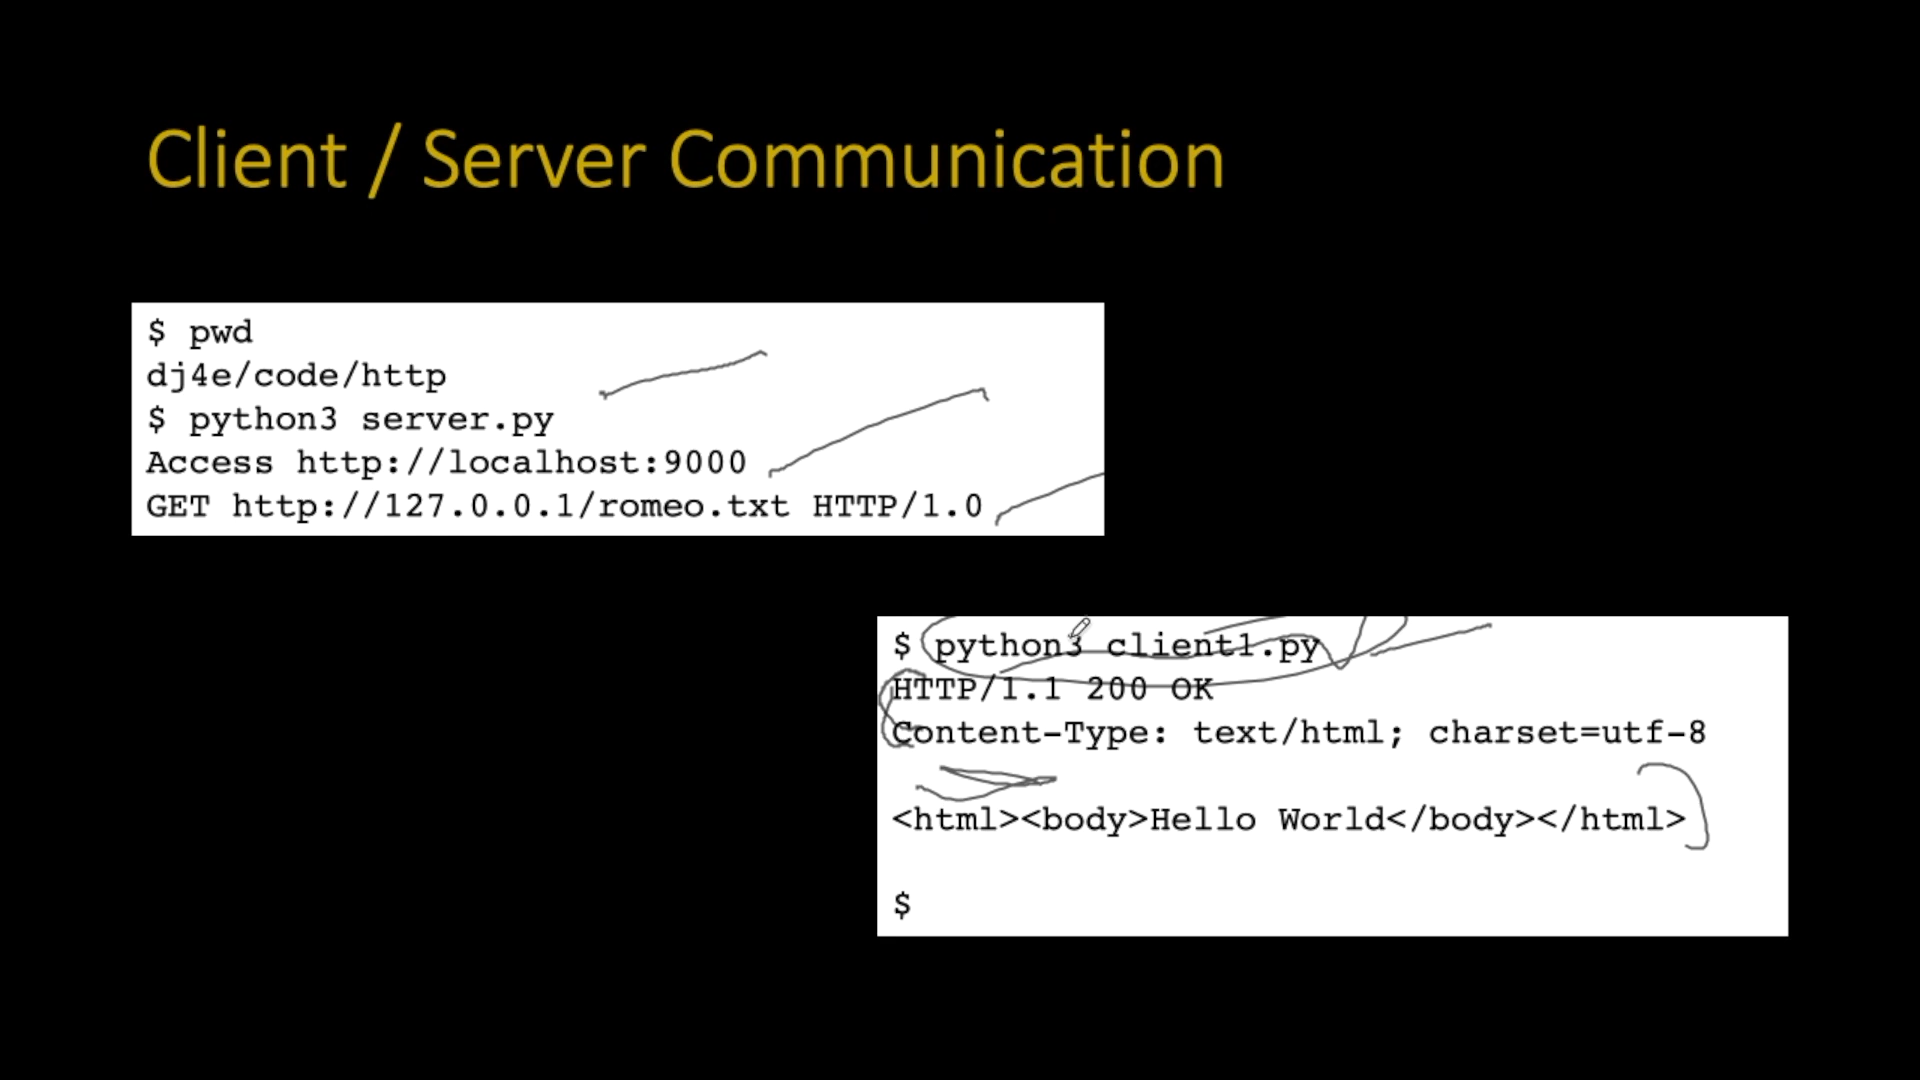 Client / Server Communication
$ pwd
dj4e/code/http
$ python3 server.py
Access http://localhost:9000
GET http://127.0.0.1/romeo.txt HTTP/1.0
$ python3 client1.py
HTTP/1.1 200 OK
Content-Type: text/html; charset=utf-8
<html><body>Hello World</body></html>
$